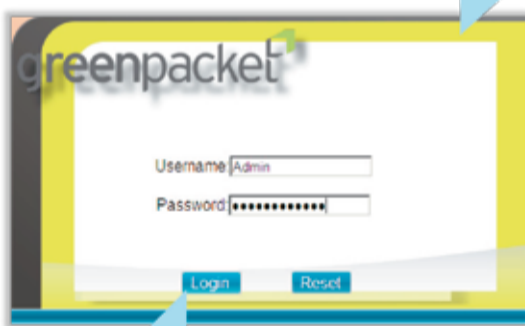 greenpacket
Username: Admin
Password: ••••••••••••
Login Reset